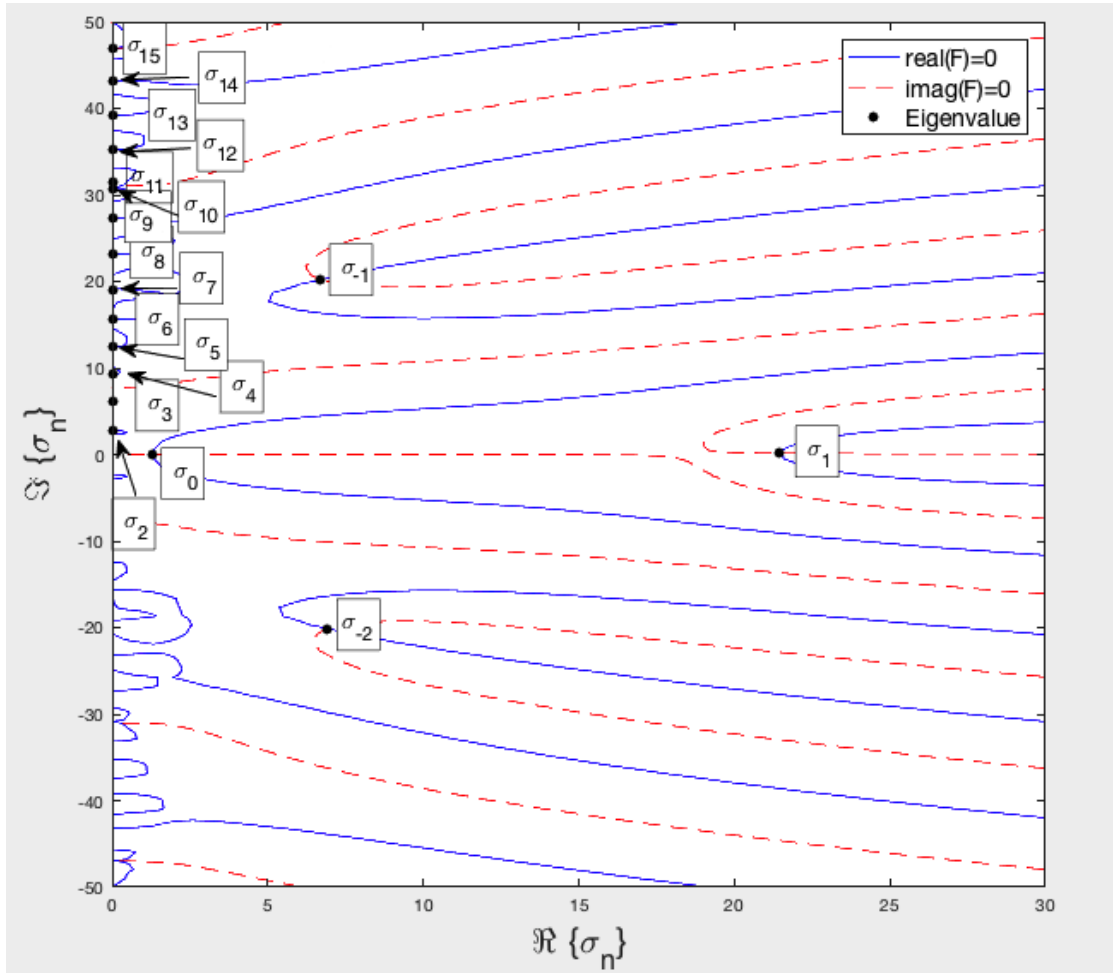 50
40
30
20
10
0
-10
-20
-30
-40
-50
ℑ {σₙ}
0
5
10
15
20
25
30
ℜ {σₙ}
real(F)=0
imag(F)=0
Eigenvalue
σ₁₅
σ₁₄
σ₁₃
σ₁₂
σ₁₁
σ₁₀
σ₉
σ₈
σ₇
σ₆
σ₅
σ₄
σ₃
σ₂
σ₀
σ₁
σ₋₁
σ₋₂